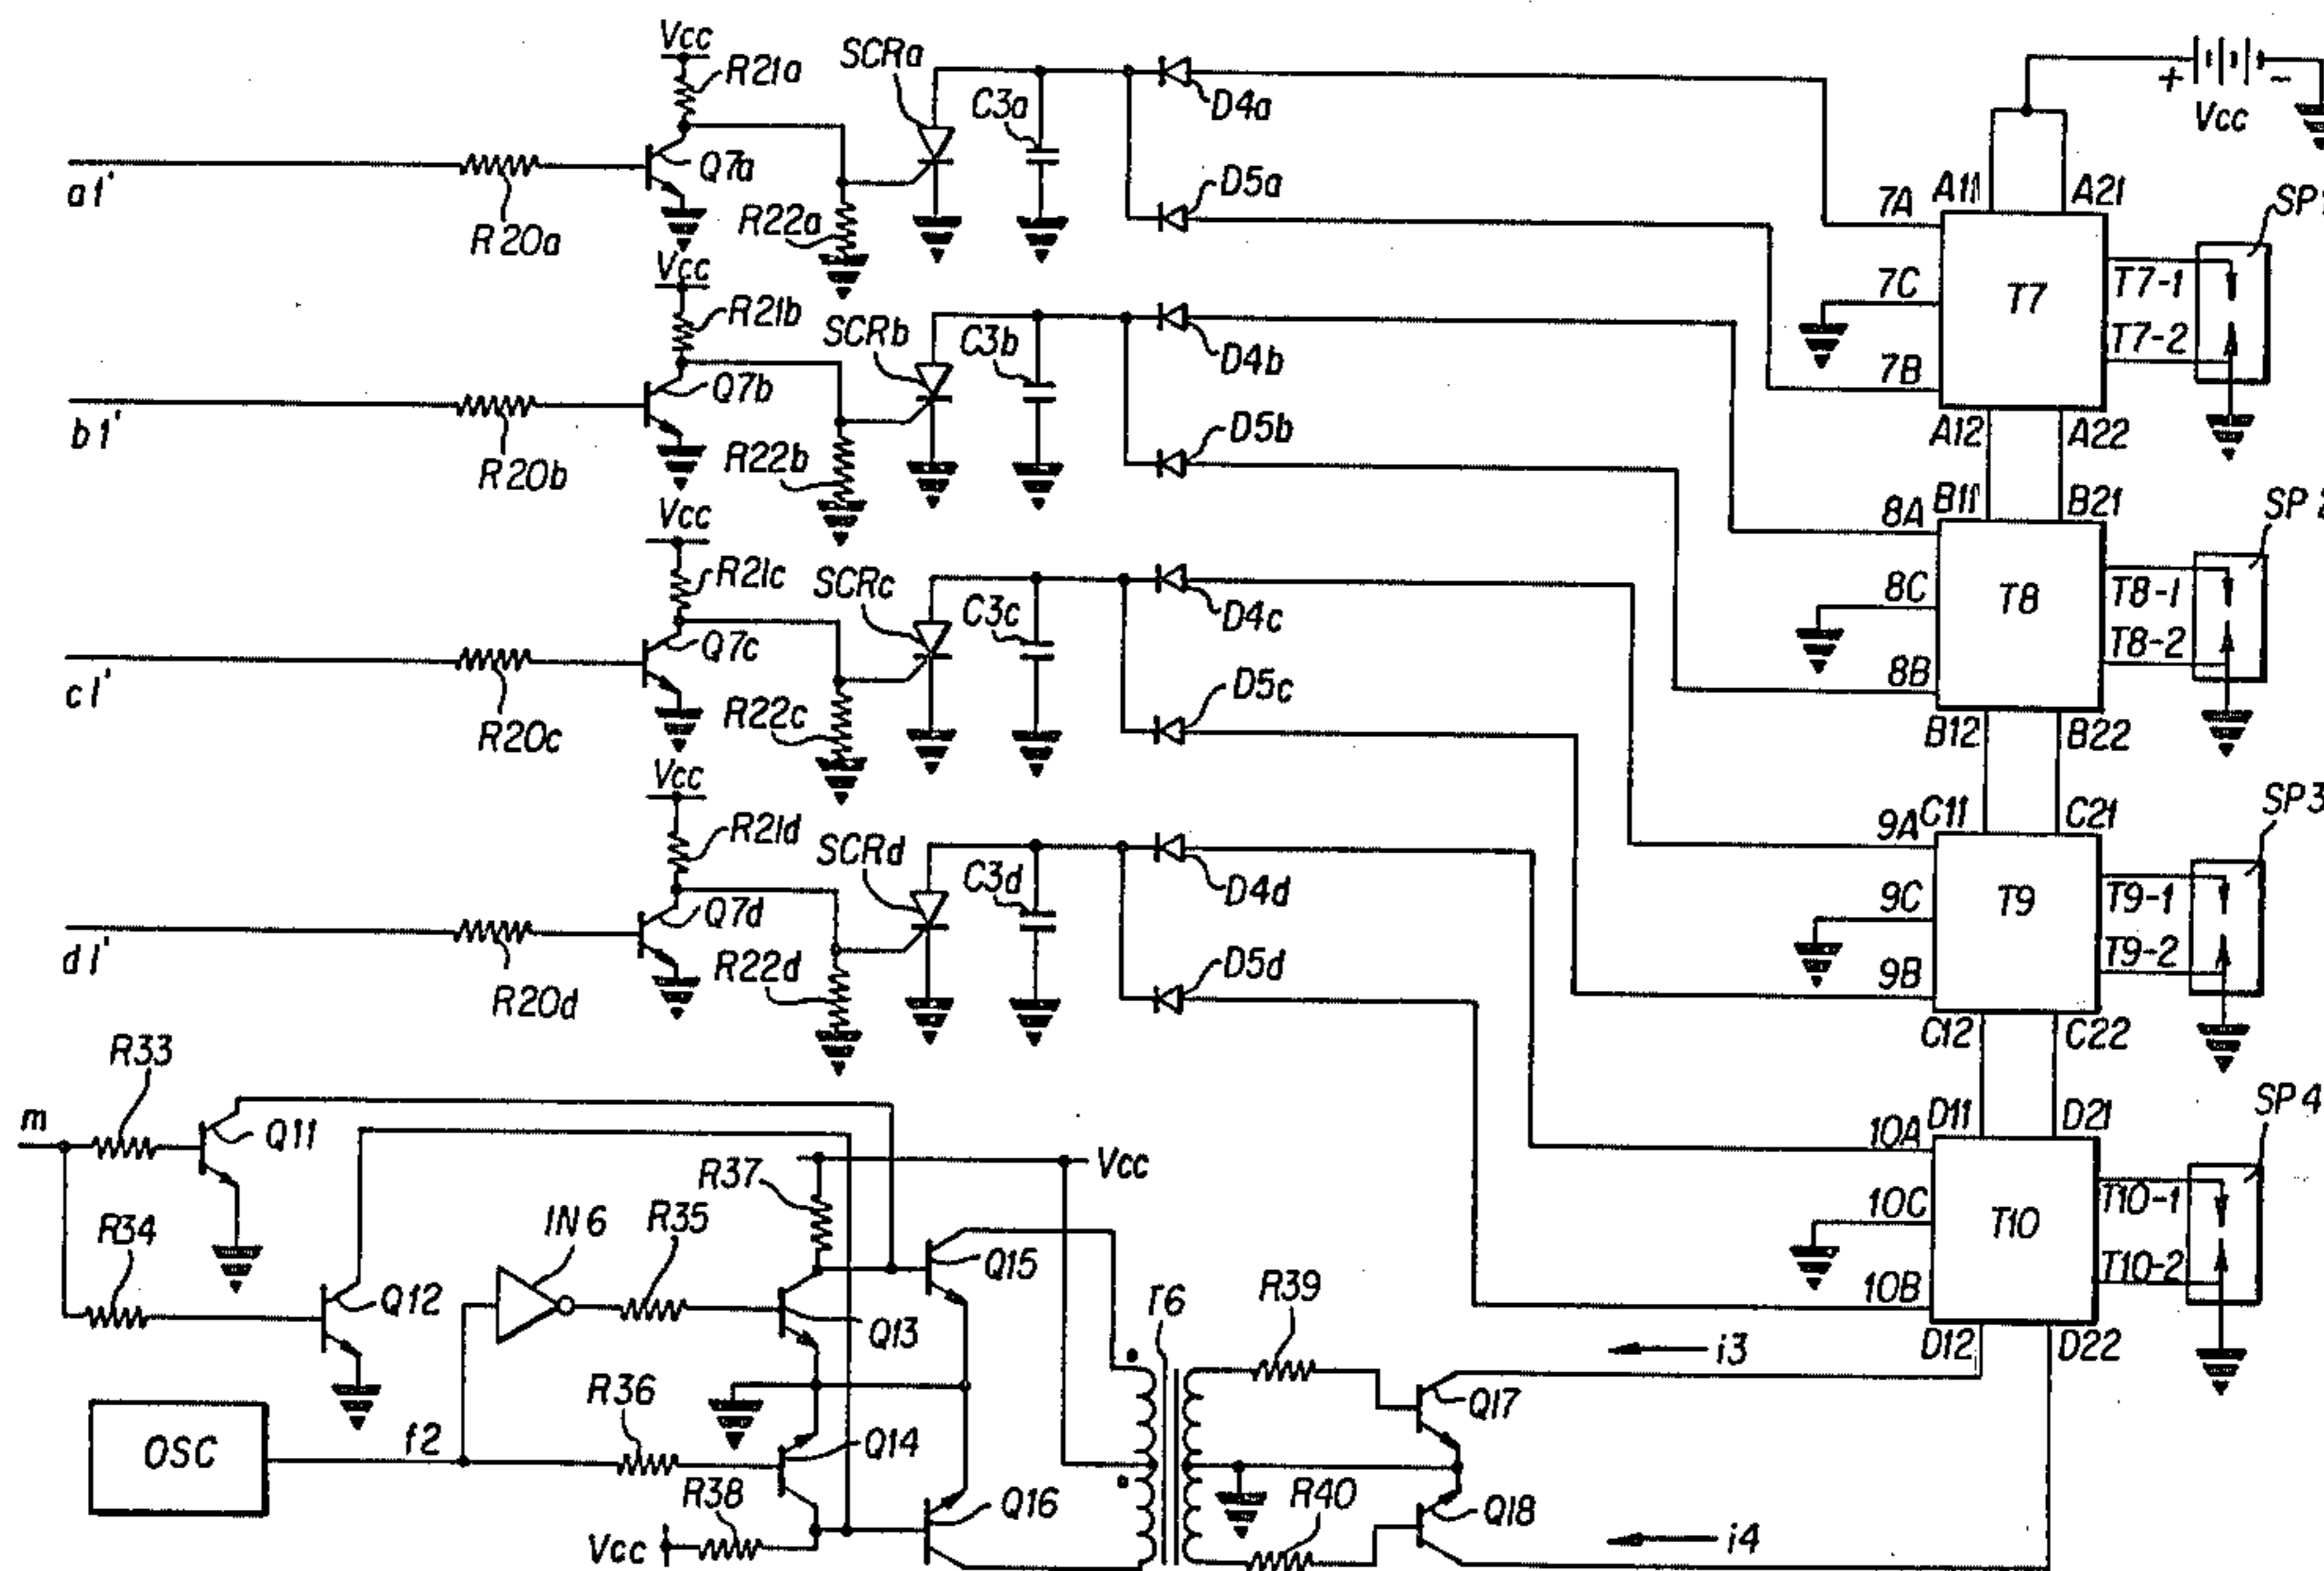 Vcc
R21a
SCRa
C3a
D4a
+
-
Vcc
a1'
R20a
Q7a
R22a
D5a
7A
A11
A21
7C
T7
T7-1
7B
T7-2
A12
A22
Vcc
R21b
SCRb
C3b
D4b
b1'
R20b
Q7b
R22b
D5b
8A
B11
B21
SP 2
8C
T8
T8-1
8B
T8-2
B12
B22
Vcc
R21c
SCRc
C3c
D4c
c1'
R20c
Q7c
R22c
D5c
9A
C11
C21
SP3
9C
T9
T9-1
9B
T9-2
C12
C22
Vcc
R21d
SCRd
C3d
D4d
d1'
R20d
Q7d
R22d
D5d
10A
D11
D21
SP4
10C
T10
T10-1
10B
T10-2
D12
D22
m
R33
Q11
R34
Q12
IN6
R35
R37
Vcc
Q15
Q13
R36
OSC
f2
Q14
R38
Vcc
Q16
R39
i3
Q17
R40
Q18
i4